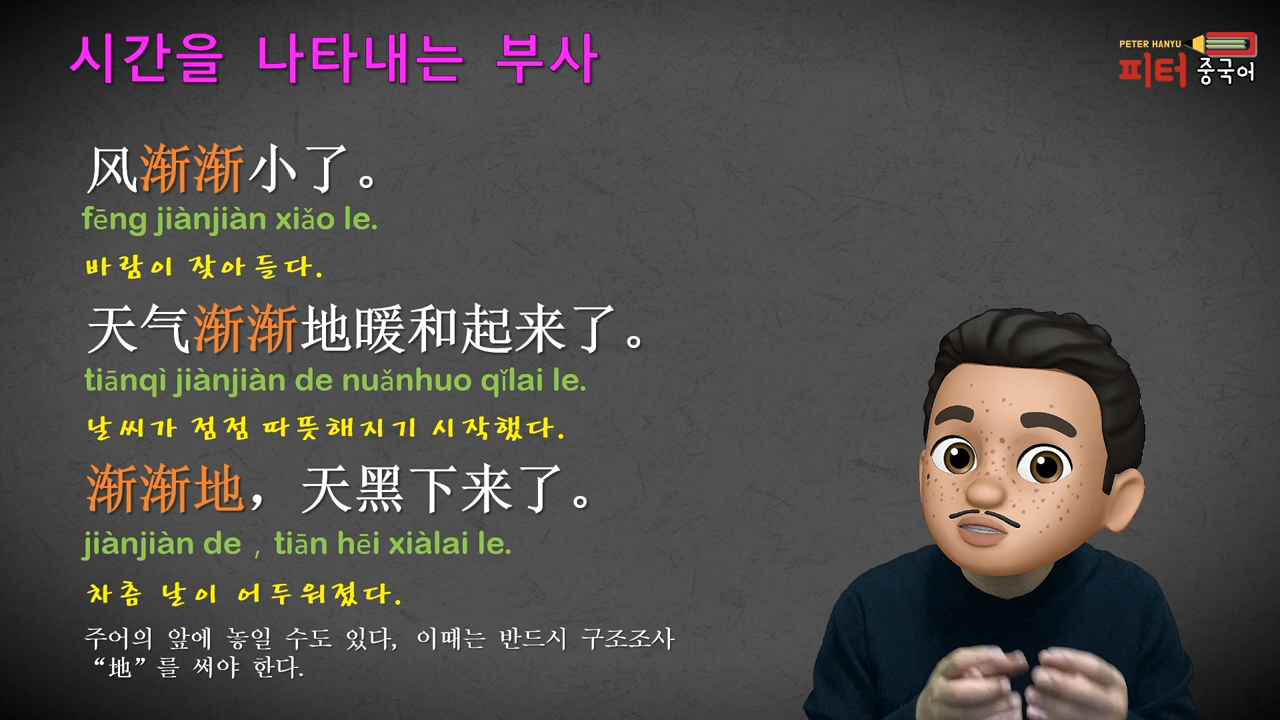 시간을 나타내는 부사
PETER HANYU
피터 중국어
风渐渐小了。
fēng jiànjiàn xiǎo le.
바람이 잦아들다.
天气渐渐地暖和起来了。
tiānqì jiànjiàn de nuǎnhuo qǐlai le.
날씨가 점점 따뜻해지기 시작했다.
渐渐地，天黑下来了。
jiànjiàn de，tiān hēi xiàlai le.
차츰 날이 어두워졌다.
주어의 앞에 놓일 수도 있다, 이때는 반드시 구조조사
“地”를 써야 한다.